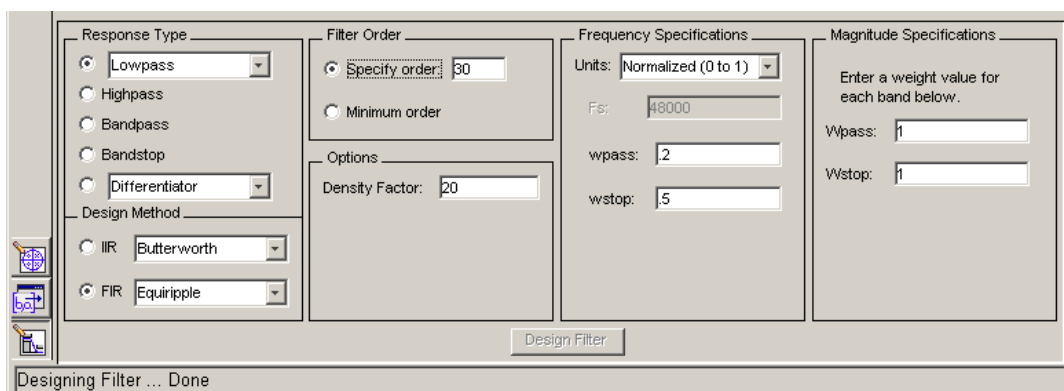 Response Type
Lowpass
Highpass
Bandpass
Bandstop
Differentiator
Design Method
IIR Butterworth
FIR Equiripple
Filter Order
Specify order: 30
Minimum order
Options
Density Factor: 20
Frequency Specifications
Units: Normalized (0 to 1)
Fs: 48000
wpass: .2
wstop: .5
Magnitude Specifications
Enter a weight value for
each band below.
Wpass: 1
Wstop: 1
[b,a]
Design Filter
Designing Filter ... Done